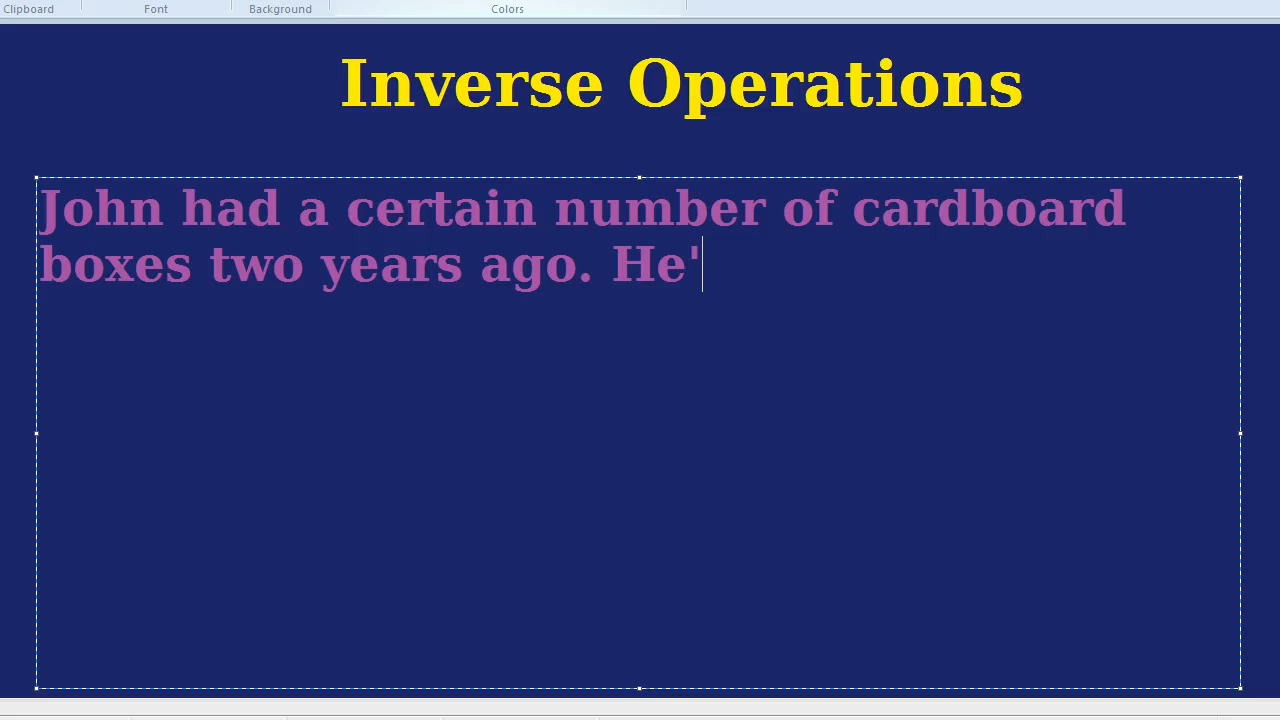 Clipboard Font Background Colors
Inverse Operations
John had a certain number of cardboard
boxes two years ago. He'